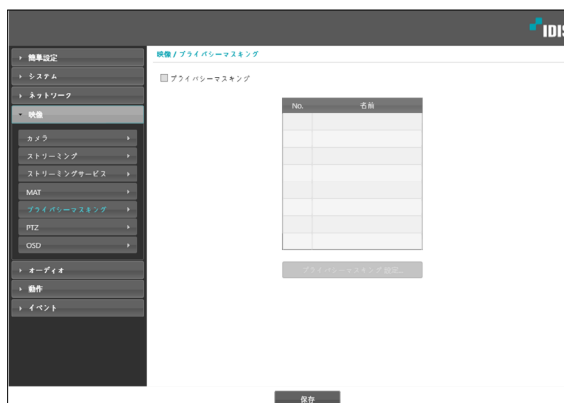 IDIS
簡単設定
システム
ネットワーク
映像
カメラ
ストリーミング
ストリーミングサービス
MAT
プライバシーマスキング
PTZ
OSD
オーディオ
動作
イベント
映像 / プライバシーマスキング
プライバシーマスキング
No. 名前
プライバシーマスキング 設定...
保存